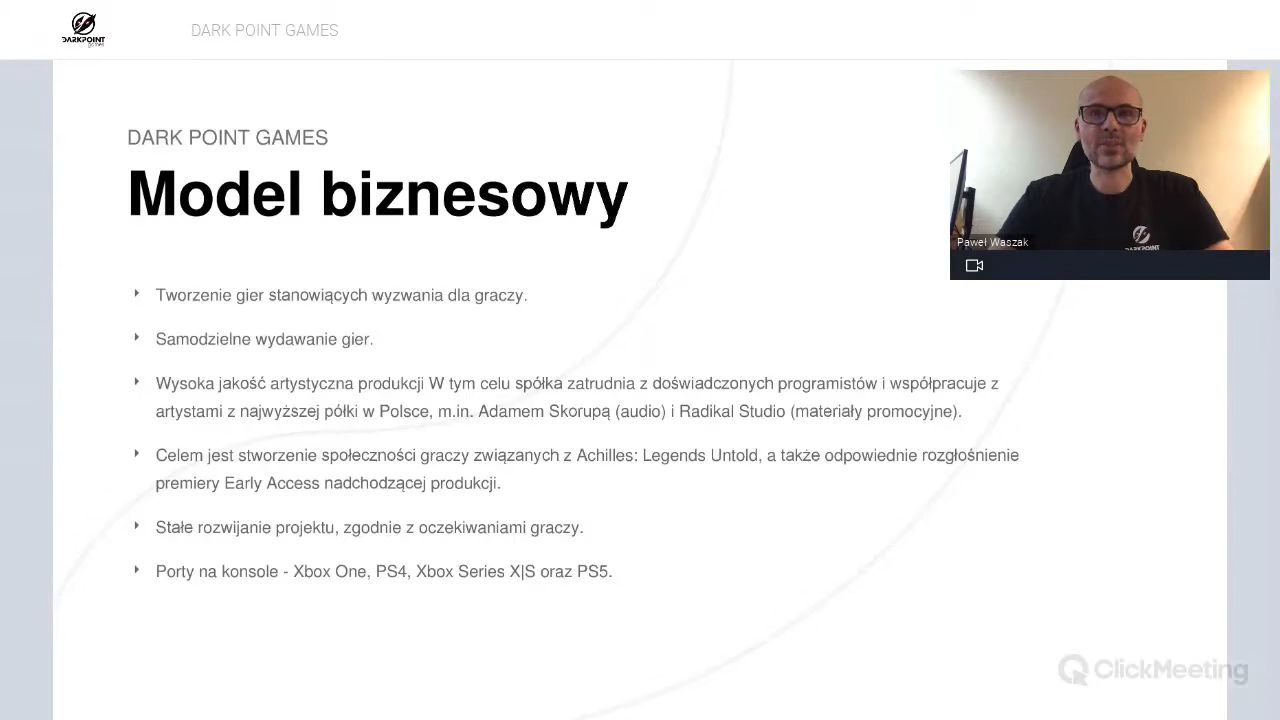 DARKPOINT
games
DARK POINT GAMES
DARK POINT GAMES
Model biznesowy
Paweł Waszak
DARKPOINT
Tworzenie gier stanowiących wyzwania dla graczy.
Samodzielne wydawanie gier.
Wysoka jakość artystyczna produkcji W tym celu spółka zatrudnia z doświadczonych programistów i współpracuje z
artystami z najwyższej półki w Polsce, m.in. Adamem Skorupą (audio) i Radikal Studio (materiały promocyjne).
Celem jest stworzenie społeczności graczy związanych z Achilles: Legends Untold, a także odpowiednie rozgłośnienie
premiery Early Access nadchodzącej produkcji.
Stałe rozwijanie projektu, zgodnie z oczekiwaniami graczy.
Porty na konsole - Xbox One, PS4, Xbox Series X|S oraz PS5.
ClickMeeting